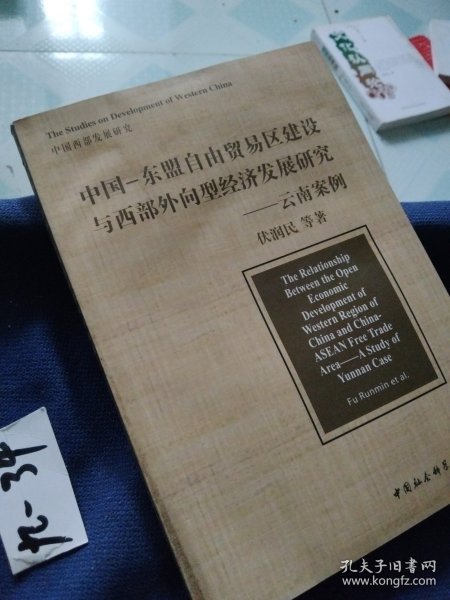 The Studies on Development of Western China
中国西部发展研究
中国-东盟自由贸易区建设
与西部外向型经济发展研究
——云南案例
伏润民 等著
The Relationship
Between the Open
Economic
Development of
Western Region of
China and China-
ASEAN Free Trade
Area——A Study of
Yunnan Case
Fu Runmin et al.
中国社会科学
孔夫子旧书网
www.kongfz.com